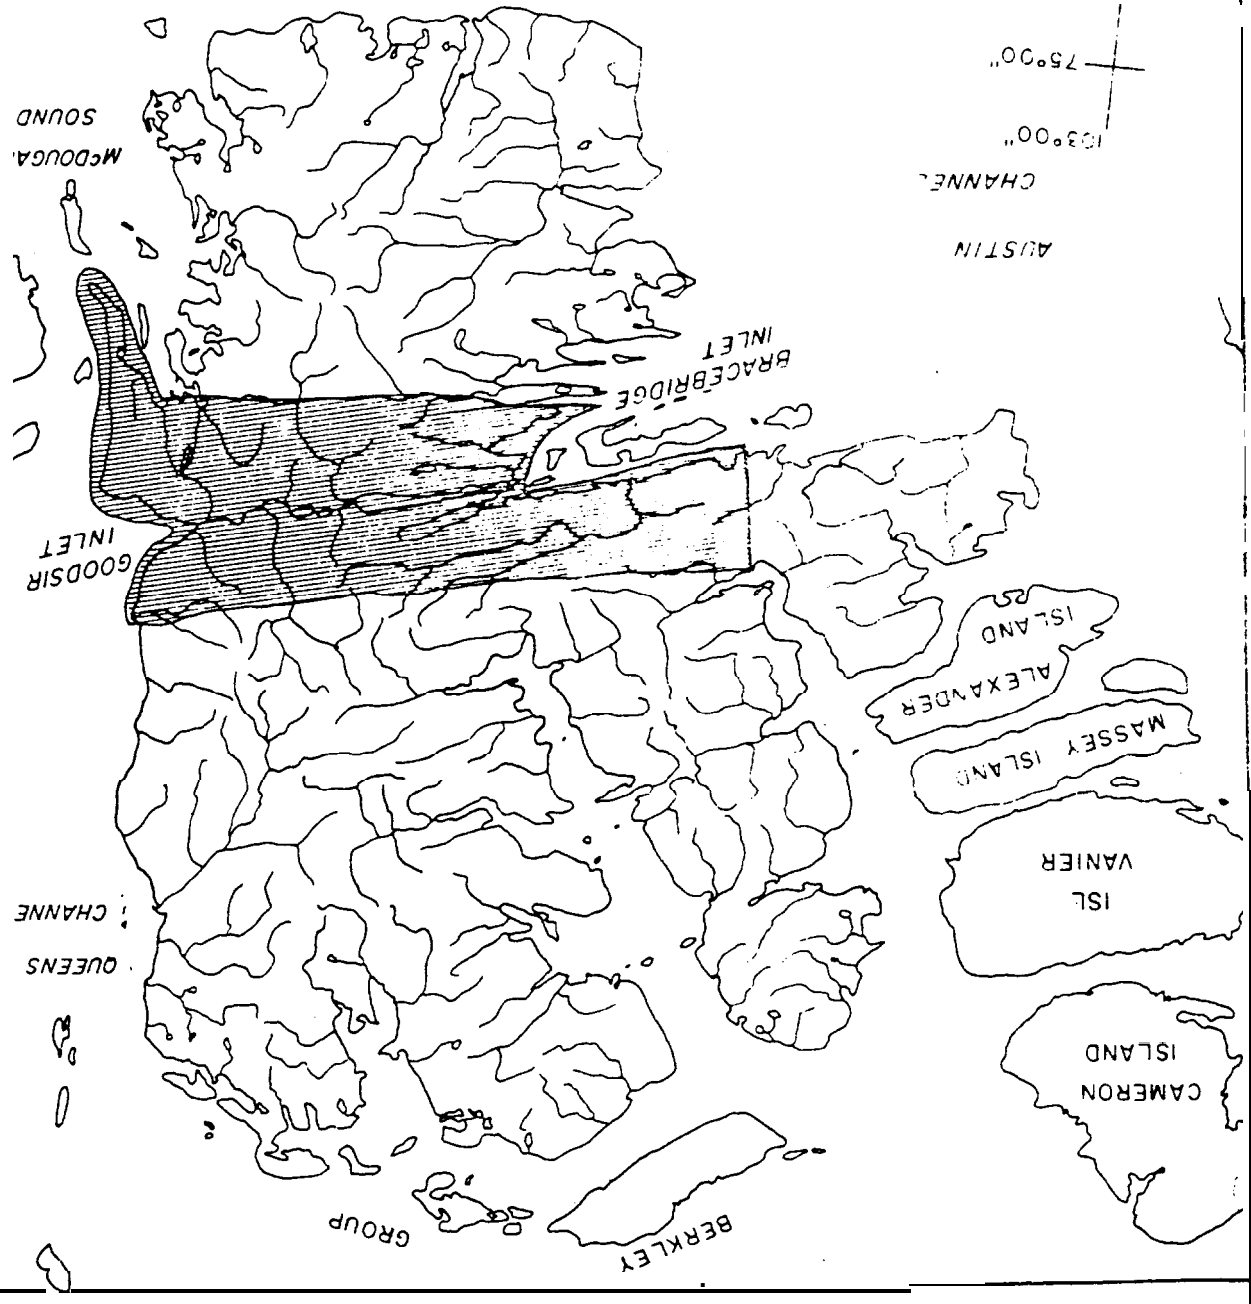 BERKLEY
GROUP
CAMERON
ISLAND
QUEENS
CHANNE
ISL
VANIER
MASSEY ISLAND
ALEXANDER
ISLAND
GOODSIR
INLET
BRACEBRIDGE
INLET
AUSTIN
CHANNEL
McDOUGA
SOUND
103°00"
75°00"